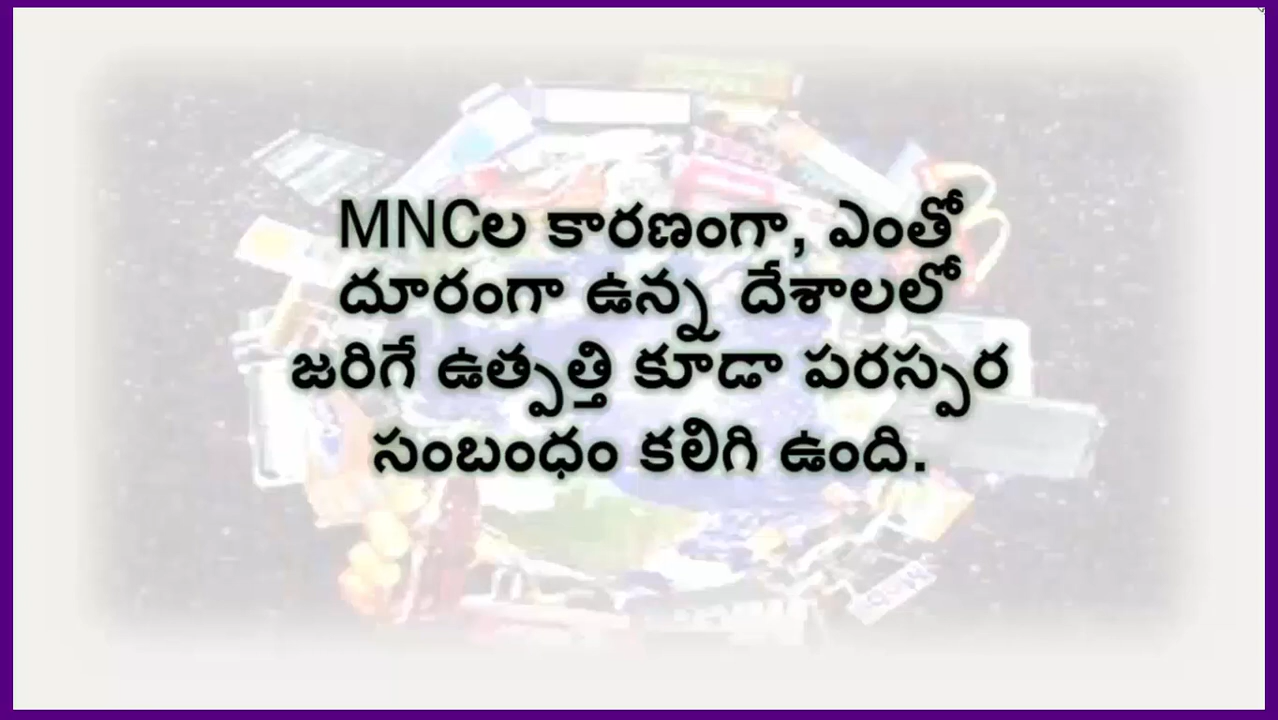 MNCల కారణంగా, ఎంతో
దూరంగా ఉన్న దేశాలలో
జరిగే ఉత్పత్తి కూడా పరస్పర
సంబంధం కలిగి ఉంది.